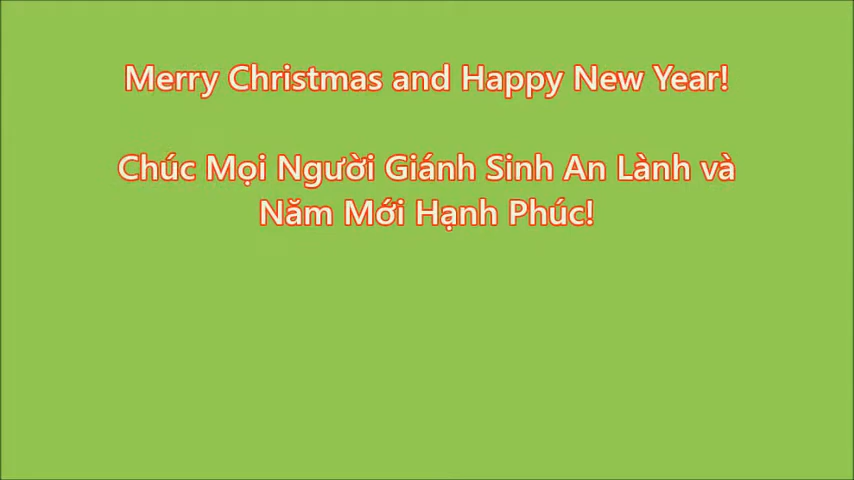 Merry Christmas and Happy New Year!
Chúc Mọi Người Giánh Sinh An Lành và
Năm Mới Hạnh Phúc!